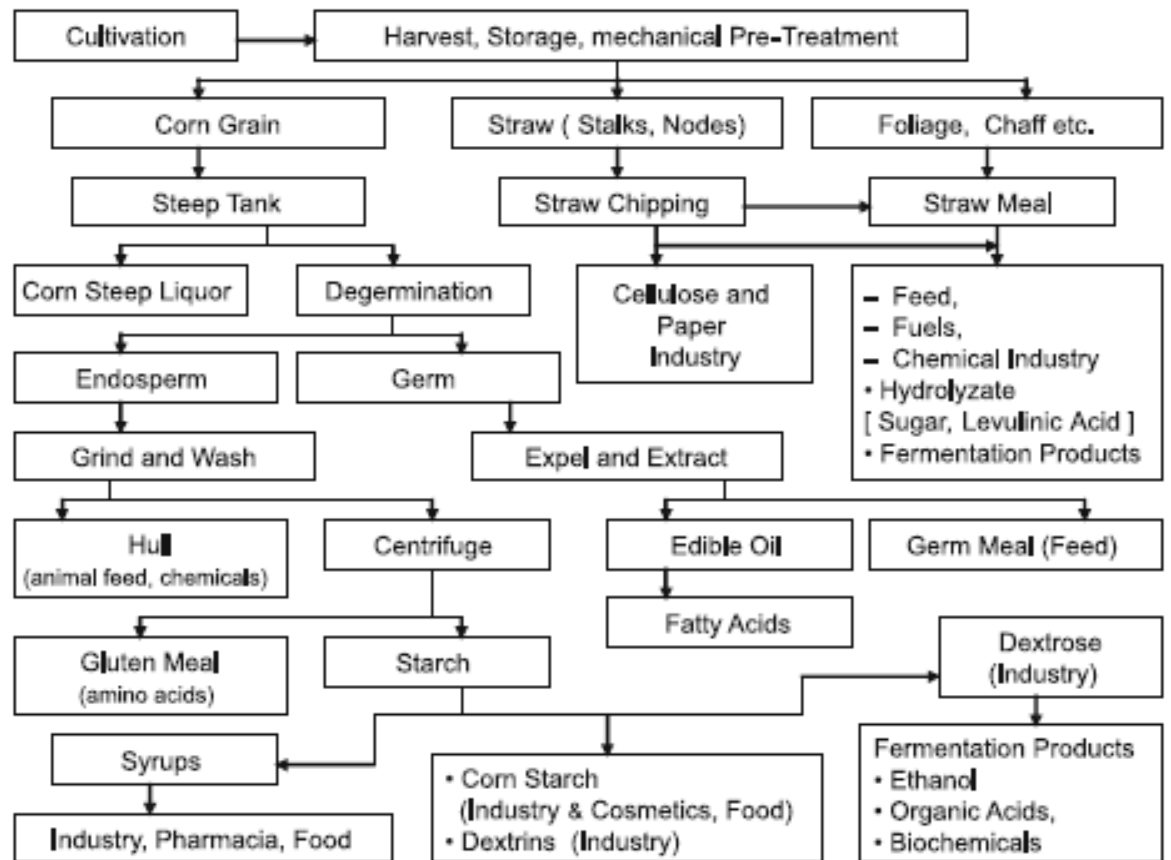 Cultivation
Harvest, Storage, mechanical Pre-Treatment
Corn Grain
Straw ( Stalks, Nodes)
Foliage, Chaff etc.
Steep Tank
Straw Chipping
Straw Meal
Corn Steep Liquor
Degermination
Cellulose and
Paper
Industry
– Feed,
– Fuels,
– Chemical Industry
• Hydrolyzate
[ Sugar, Levulinic Acid ]
• Fermentation Products
Endosperm
Germ
Grind and Wash
Expel and Extract
Hull
(animal feed, chemicals)
Centrifuge
Edible Oil
Germ Meal (Feed)
Fatty Acids
Gluten Meal
(amino acids)
Starch
Dextrose
(Industry)
Syrups
• Corn Starch
(Industry & Cosmetics, Food)
• Dextrins (Industry)
Fermentation Products
• Ethanol
• Organic Acids,
• Biochemicals
Industry, Pharmacia, Food